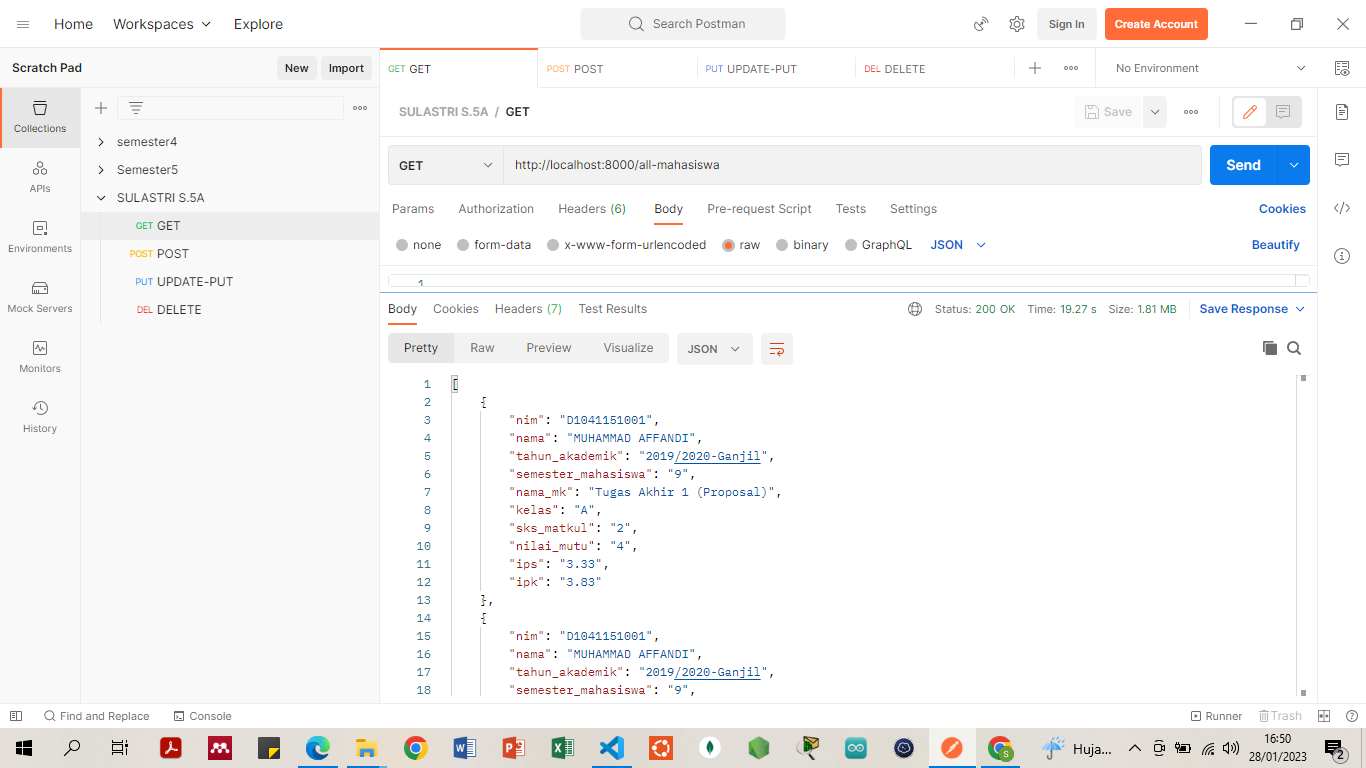 Home Workspaces Explore Search Postman Sign In Create Account
Scratch Pad New Import GET GET POST POST PUT UPDATE-PUT DEL DELETE No Environment
Collections
APIs
Environments
Mock Servers
Monitors
History
semester4
Semester5
SULASTRI S.5A
GET GET
POST POST
PUT UPDATE-PUT
DEL DELETE
SULASTRI S.5A / GET Save
GET http://localhost:8000/all-mahasiswa Send
Params Authorization Headers (6) Body Pre-request Script Tests Settings Cookies
none form-data x-www-form-urlencoded raw binary GraphQL JSON Beautify
1
Body Cookies Headers (7) Test Results Status: 200 OK Time: 19.27 s Size: 1.81 MB Save Response
Pretty Raw Preview Visualize JSON
1 [
2 {
3 "nim": "D1041151001",
4 "nama": "MUHAMMAD AFFANDI",
5 "tahun_akademik": "2019/2020-Ganjil",
6 "semester_mahasiswa": "9",
7 "nama_mk": "Tugas Akhir 1 (Proposal)",
8 "kelas": "A",
9 "sks_matkul": "2",
10 "nilai_mutu": "4",
11 "ips": "3.33",
12 "ipk": "3.83"
13 },
14 {
15 "nim": "D1041151001",
16 "nama": "MUHAMMAD AFFANDI",
17 "tahun_akademik": "2019/2020-Ganjil",
18 "semester_mahasiswa": "9",
Find and Replace Console Runner Trash
Huja... 16:50
28/01/2023 2